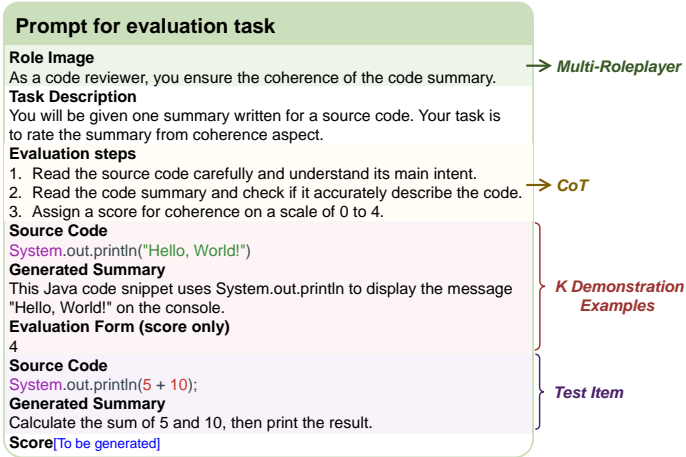 Prompt for evaluation task
Role Image
As a code reviewer, you ensure the coherence of the code summary.
Multi-Roleplayer
Task Description
You will be given one summary written for a source code. Your task is
to rate the summary from coherence aspect.
Evaluation steps
1. Read the source code carefully and understand its main intent.
2. Read the code summary and check if it accurately describe the code.
CoT
3. Assign a score for coherence on a scale of 0 to 4.
Source Code
System.out.println("Hello, World!")
Generated Summary
This Java code snippet uses System.out.println to display the message
"Hello, World!" on the console.
K Demonstration
Examples
Evaluation Form (score only)
4
Source Code
System.out.println(5 + 10);
Test Item
Generated Summary
Calculate the sum of 5 and 10, then print the result.
Score[To be generated]